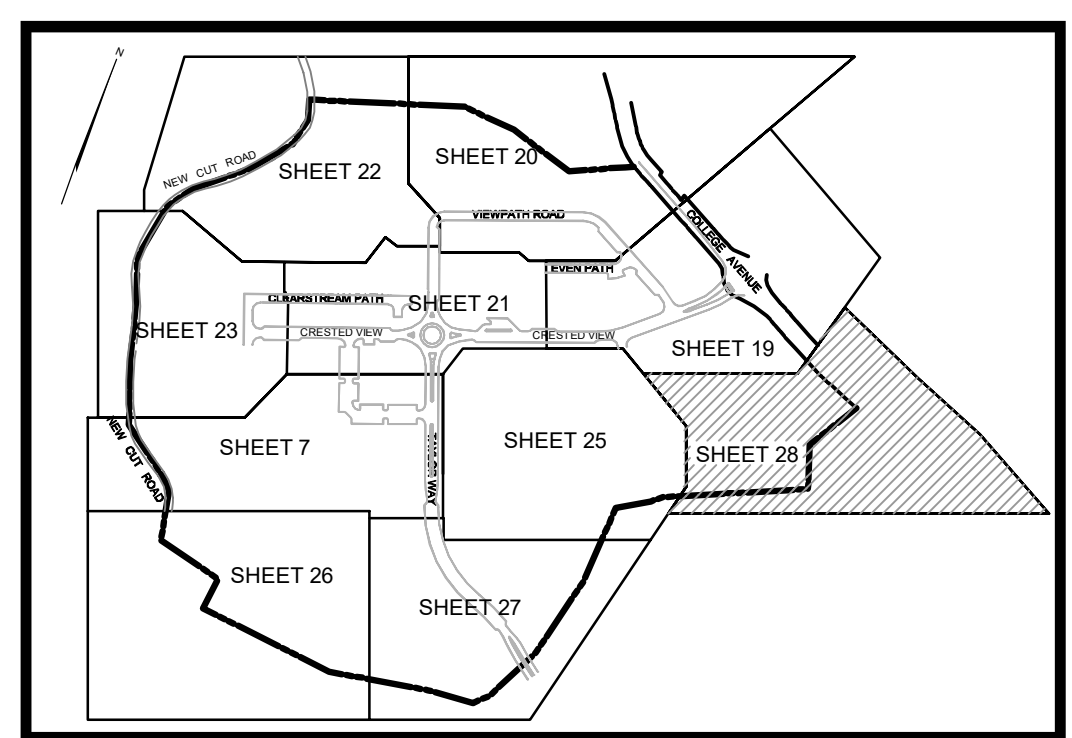 N
NEW CUT ROAD
SHEET 22
SHEET 20
VIEWPATH ROAD
COLLEGE AVENUE
EVEN PATH
CLEARSTREAM PATH
SHEET 21
SHEET 23
CRESTED VIEW
CRESTED VIEW
SHEET 19
NEW CUT ROAD
SHEET 7
WAY
SHEET 25
SHEET 28
SHEET 26
SHEET 27